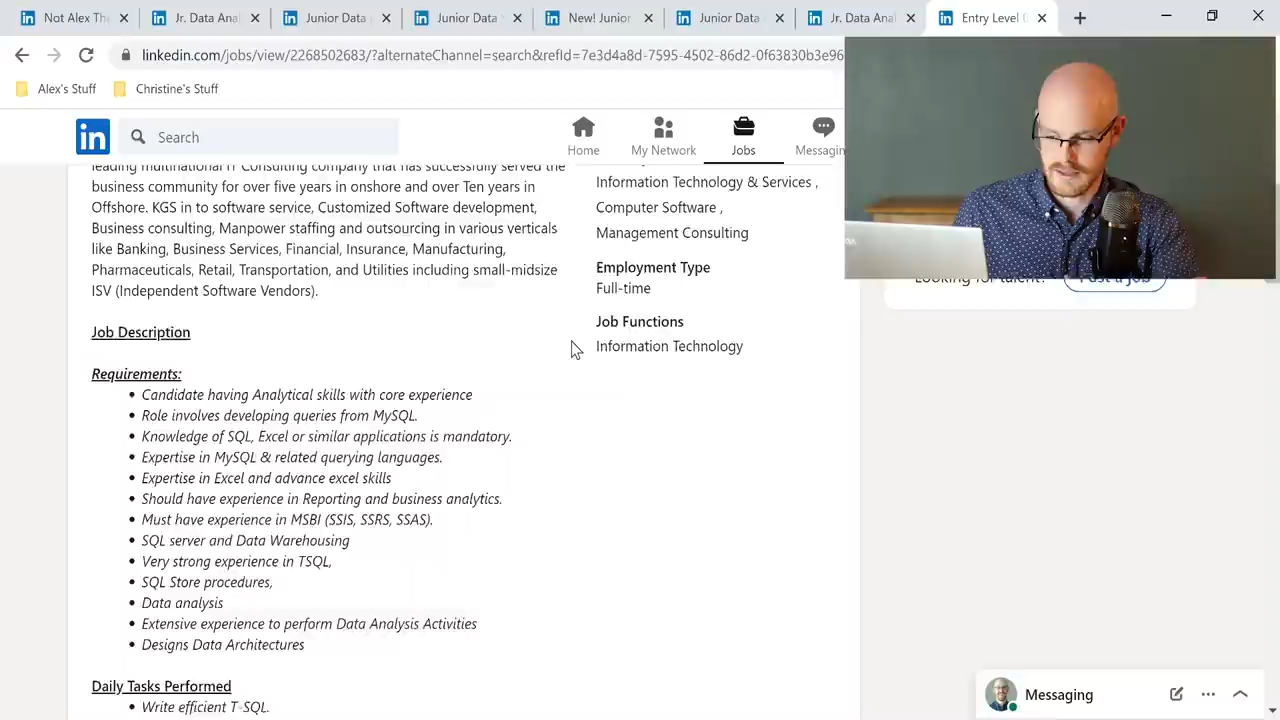 Not Alex The
Jr. Data Anal
Junior Data
Junior Data
New! Junior
Junior Data
Jr. Data Anal
Entry Level
linkedin.com/jobs/view/2268502683/?alternateChannel=search&refId=7e3d4a8d-7595-4502-86d2-0f63830b3e96
Alex's Stuff
Christine's Stuff
in
Search
Home
My Network
Jobs
Messagin
leading multinational IT Consulting company that has successfully served the
business community for over five years in onshore and over Ten years in
Offshore. KGS in to software service, Customized Software development,
Business consulting, Manpower staffing and outsourcing in various verticals
like Banking, Business Services, Financial, Insurance, Manufacturing,
Pharmaceuticals, Retail, Transportation, and Utilities including small-midsize
ISV (Independent Software Vendors).
Job Description
Requirements:
• Candidate having Analytical skills with core experience
• Role involves developing queries from MySQL.
• Knowledge of SQL, Excel or similar applications is mandatory.
• Expertise in MySQL & related querying languages.
• Expertise in Excel and advance excel skills
• Should have experience in Reporting and business analytics.
• Must have experience in MSBI (SSIS, SSRS, SSAS).
• SQL server and Data Warehousing
• Very strong experience in TSQL,
• SQL Store procedures,
• Data analysis
• Extensive experience to perform Data Analysis Activities
• Designs Data Architectures
Daily Tasks Performed
• Write efficient T-SQL.
Information Technology & Services ,
Computer Software ,
Management Consulting
Employment Type
Full-time
Job Functions
Information Technology
Looking for talent?
Post a job
Messaging